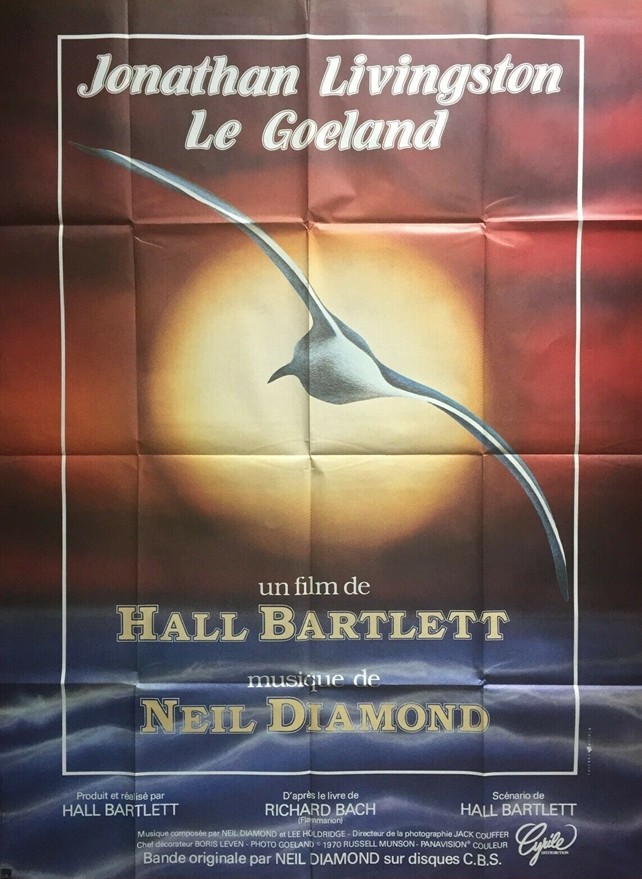 Jonathan Livingston
Le Goeland
un film de
HALL BARTLETT
musique de
NEIL DIAMOND
Produit et réalisé par
HALL BARTLETT
D'après le livre de
RICHARD BACH
(Flammarion)
Scénario de
HALL BARTLETT
Musique composée par NEIL DIAMOND et LEE HOLDRIDGE - Directeur de la photographie JACK COUFFER
Chef décorateur BORIS LEVEN - PHOTO GOELAND © 1970 RUSSELL MUNSON - PANAVISION® COULEUR
Bande originale par NEIL DIAMOND sur disques C.B.S.
Cyrile
DISTRIBUTION